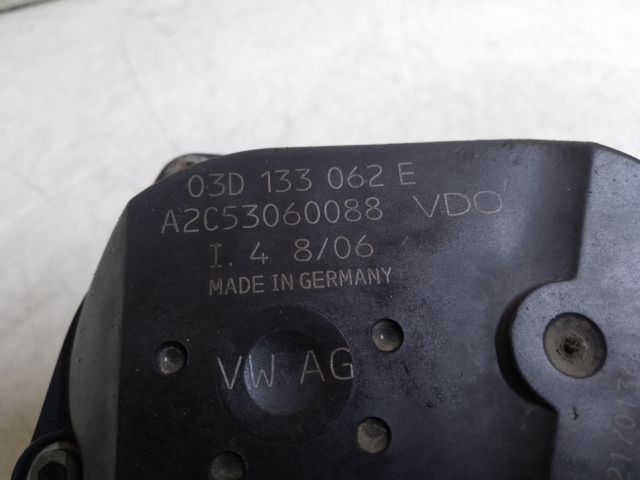 03D 133 062 E
A2C53060088 VDO
I. 4 8/06
MADE IN GERMANY
VW AG